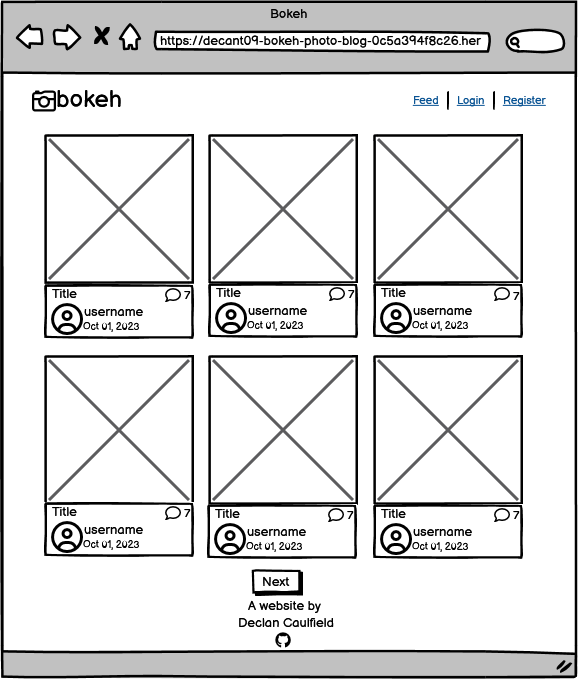 Bokeh
https://decant09-bokeh-photo-blog-0c5a394f8c26.her
bokeh
Feed | Login | Register
Title 7
username
Oct 01, 2023
Title 7
username
Oct 01, 2023
Title 7
username
Oct 01, 2023
Title 7
username
Oct 01, 2023
Title 7
username
Oct 01, 2023
Title 7
username
Oct 01, 2023
Next
A website by
Declan Caulfield